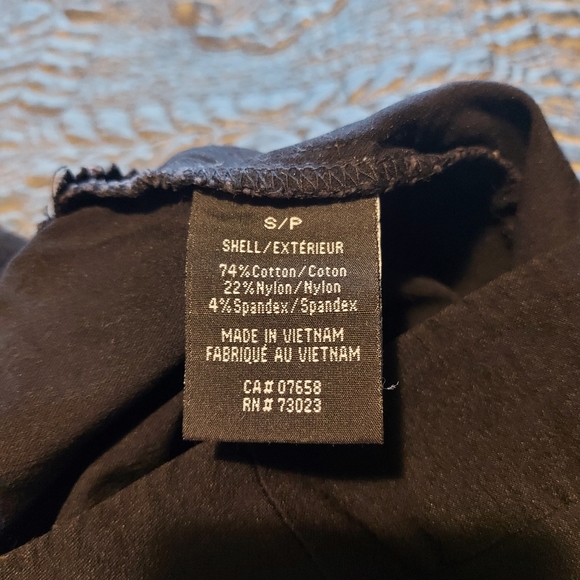 S/P
SHELL/EXTÉRIEUR
74%Cotton/Coton
22%Nylon/Nylon
4%Spandex/Spandex
MADE IN VIETNAM
FABRIQUÉ AU VIETNAM
CA# 07658
RN# 73023